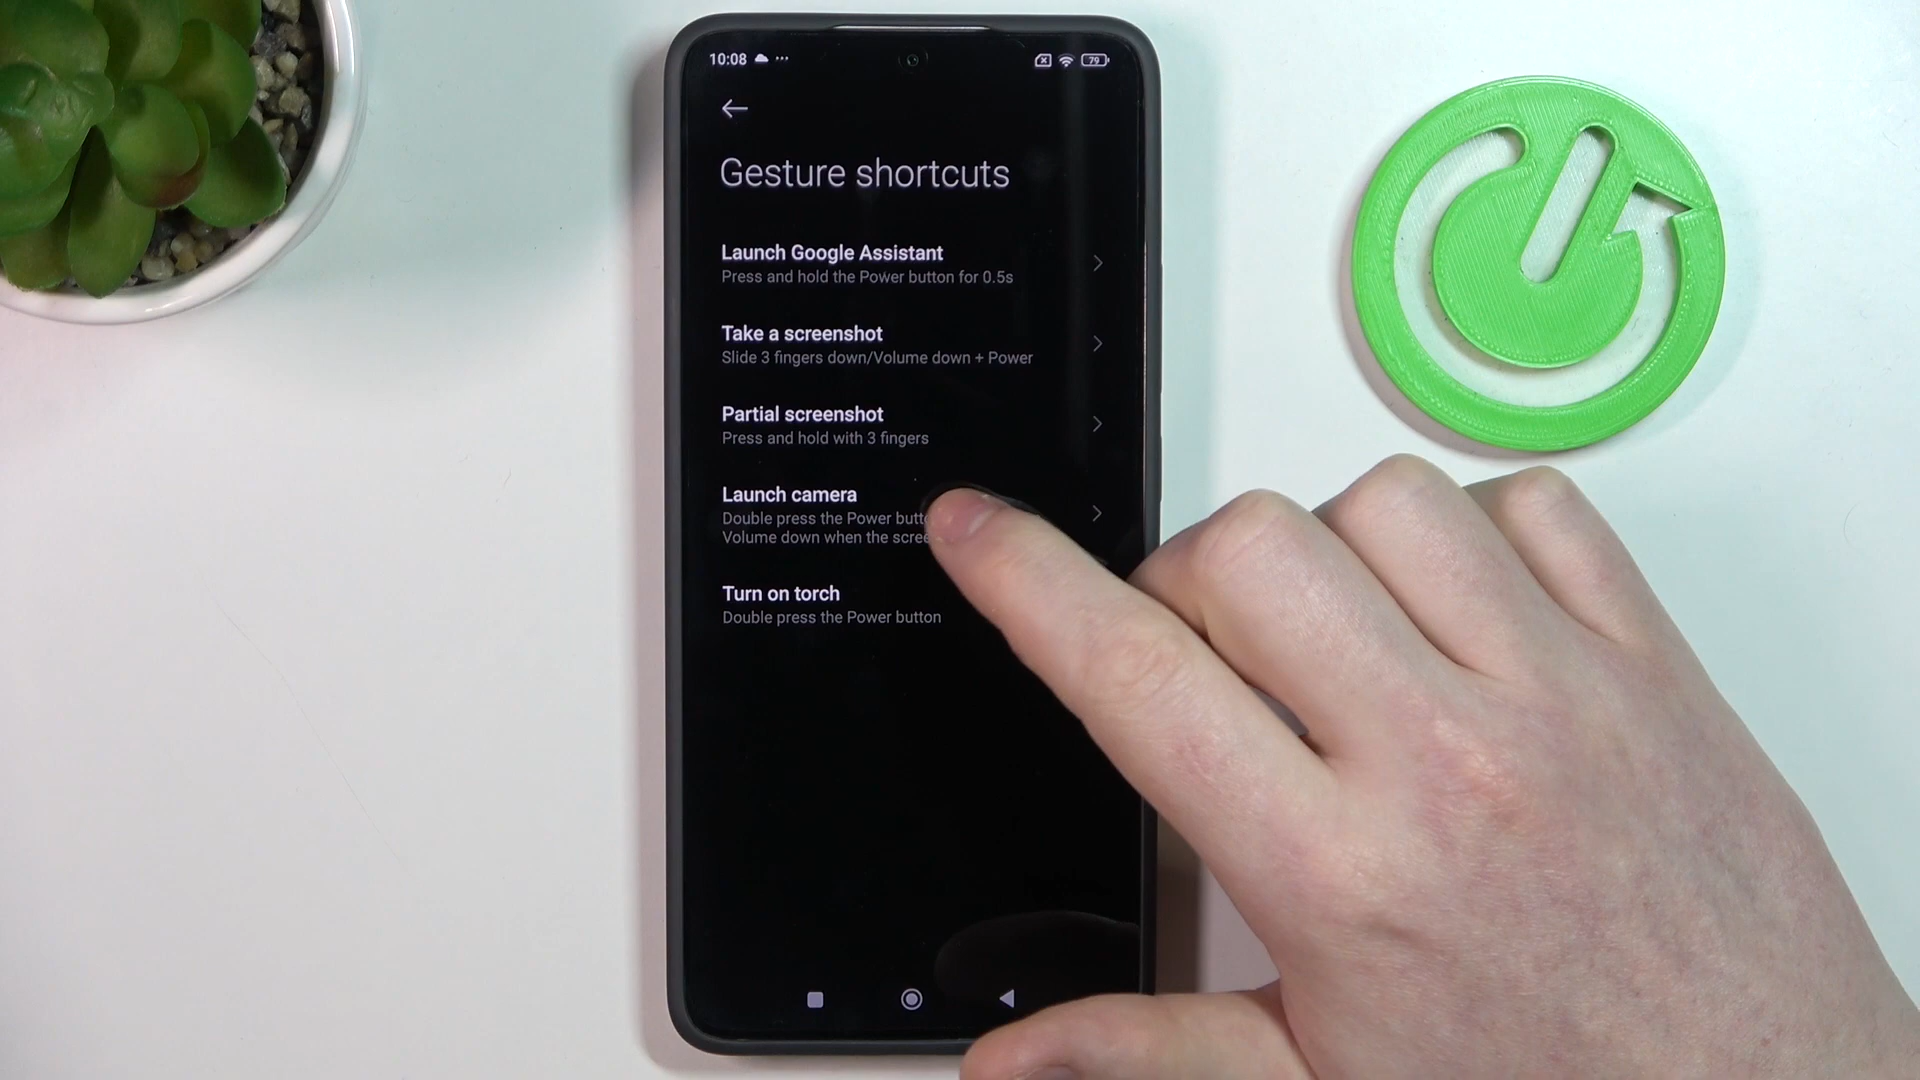 10:08
79
Gesture shortcuts
Launch Google Assistant
Press and hold the Power button for 0.5s
Take a screenshot
Slide 3 fingers down/Volume down + Power
Partial screenshot
Press and hold with 3 fingers
Launch camera
Double press the Power
Volume down when the
Turn on torch
Double press the Power button